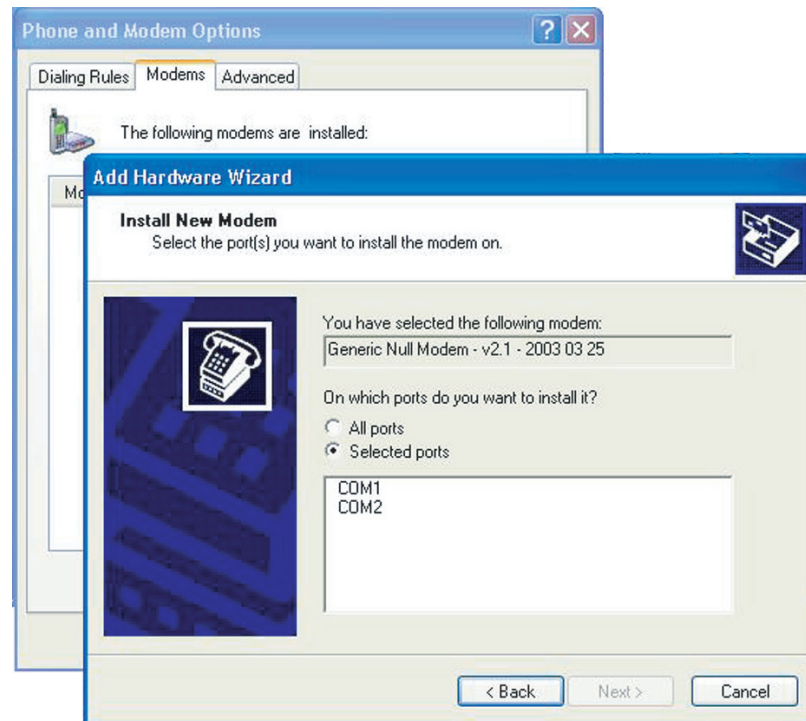 Phone and Modem Options
Dialing Rules Modems Advanced
The following modems are installed:
Add Hardware Wizard
Install New Modem
Select the port(s) you want to install the modem on.
You have selected the following modem:
Generic Null Modem - v2.1 - 2003 03 25
On which ports do you want to install it?
All ports
Selected ports
COM1
COM2
< Back Next > Cancel